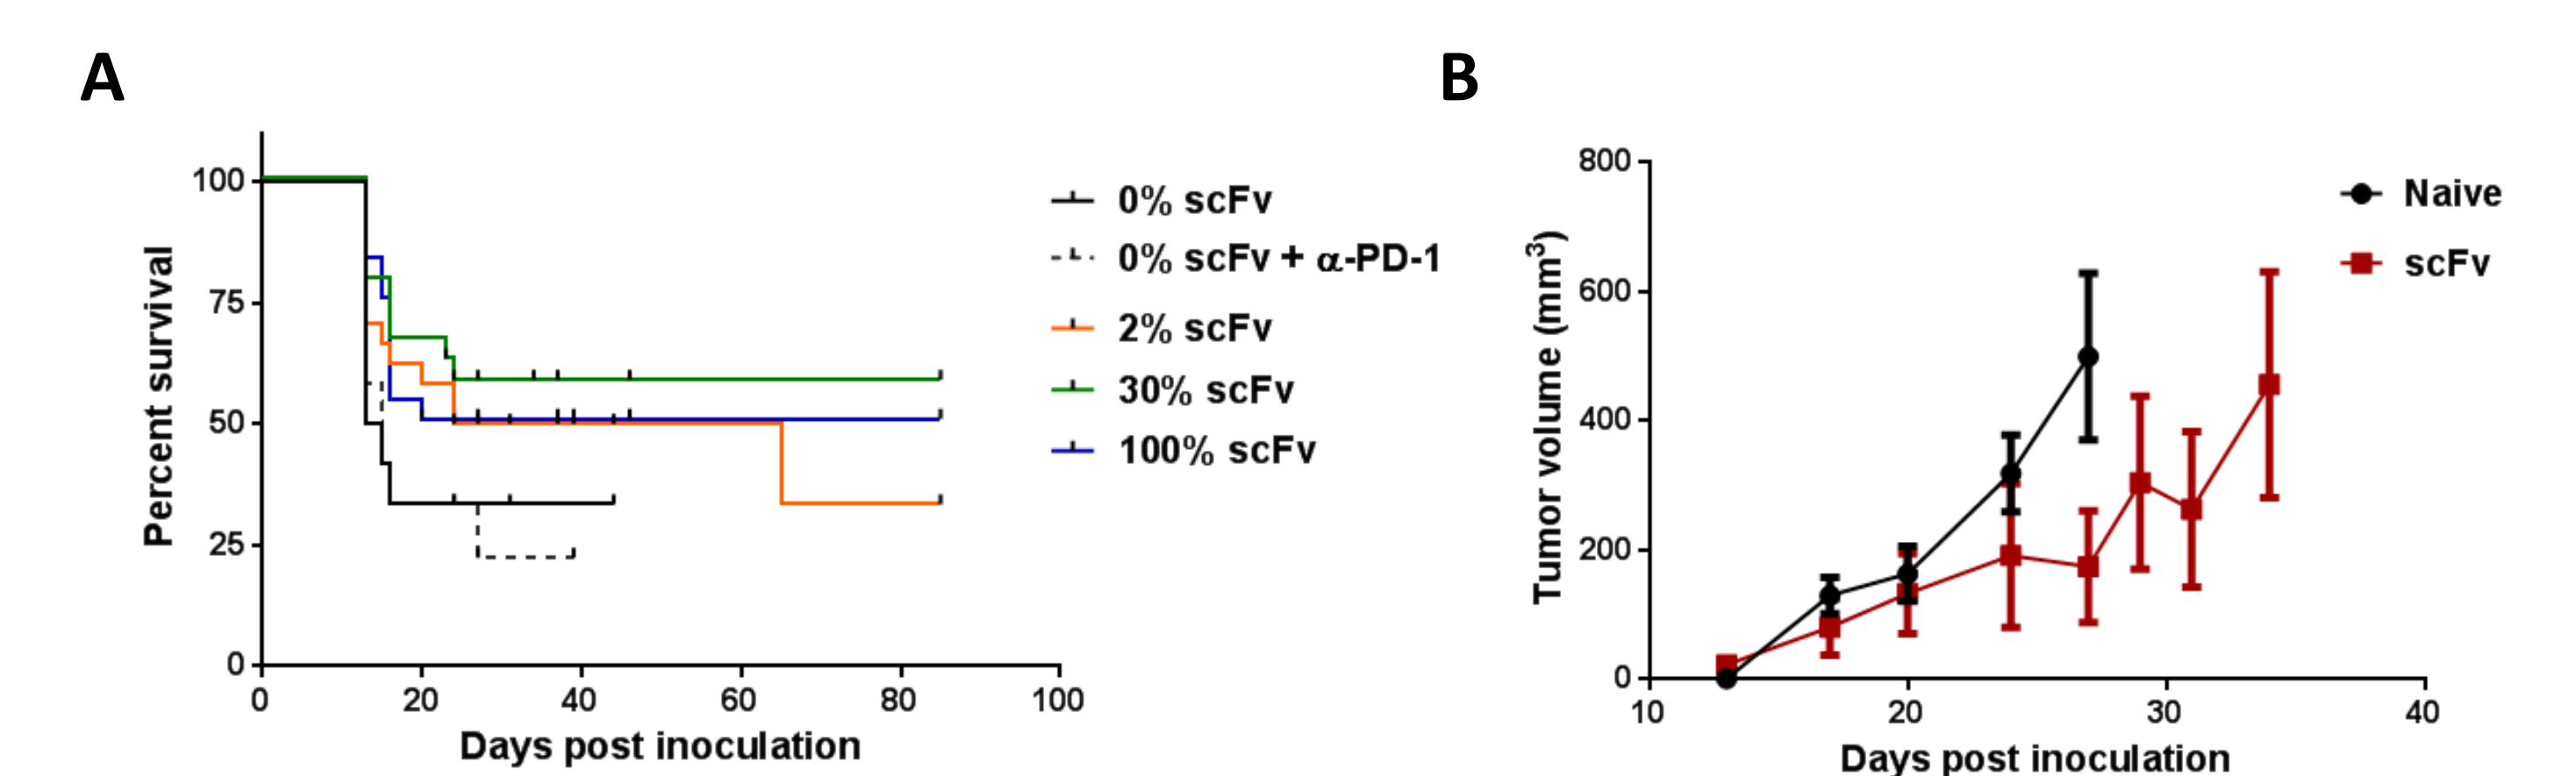 A
B
Percent survival
100
75
50
25
0
0 20 40 60 80 100
Days post inoculation
0% scFv
0% scFv + α-PD-1
2% scFv
30% scFv
100% scFv
Tumor volume (mm³)
800
600
400
200
0
10 20 30 40
Days post inoculation
Naive
scFv